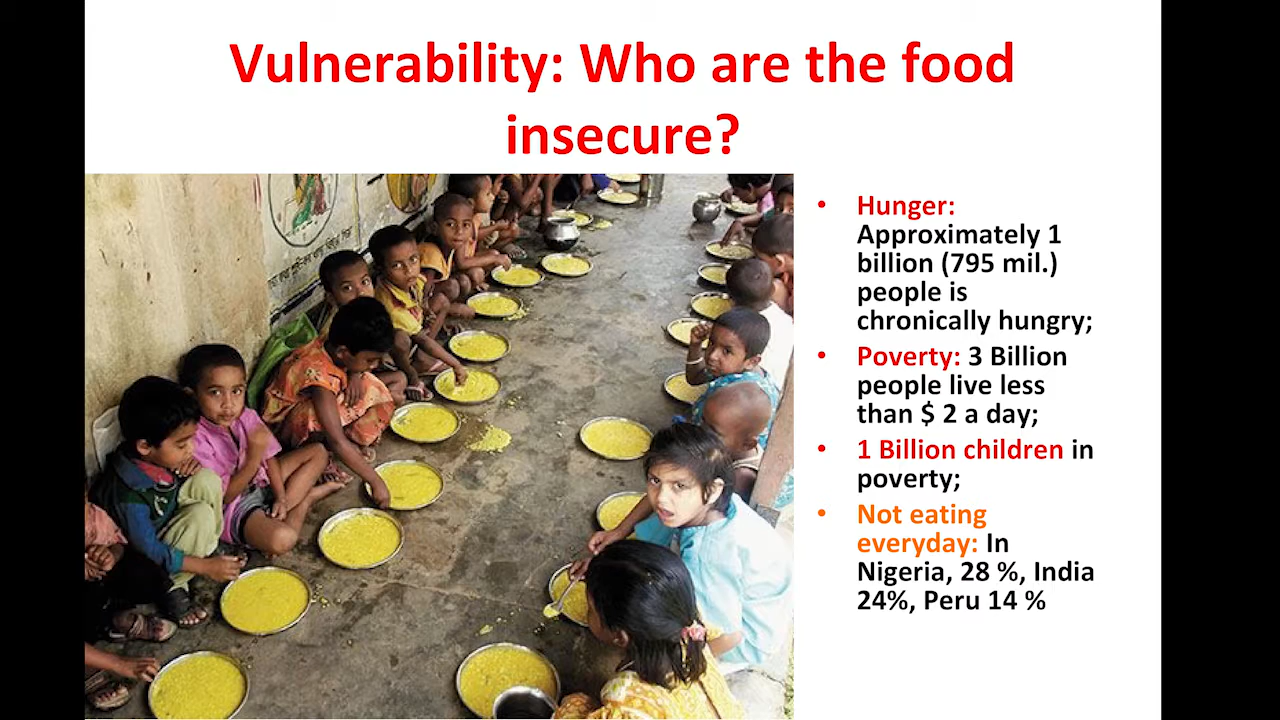 Vulnerability: Who are the food
insecure?
• Hunger:
Approximately 1
billion (795 mil.)
people is
chronically hungry;
• Poverty: 3 Billion
people live less
than $ 2 a day;
• 1 Billion children in
poverty;
• Not eating
everyday: In
Nigeria, 28 %, India
24%, Peru 14 %